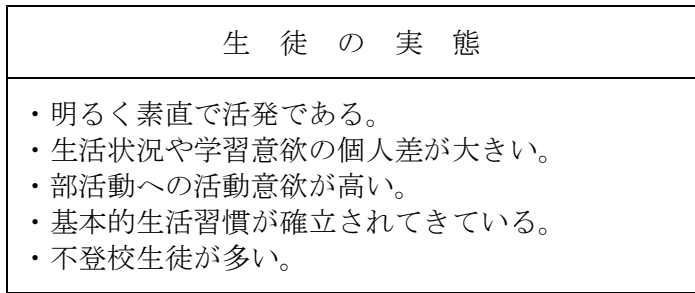 生徒の実態
・明るく素直で活発である。
・生活状況や学習意欲の個人差が大きい。
・部活動への活動意欲が高い。
・基本的生活習慣が確立されてきている。
・不登校生徒が多い。